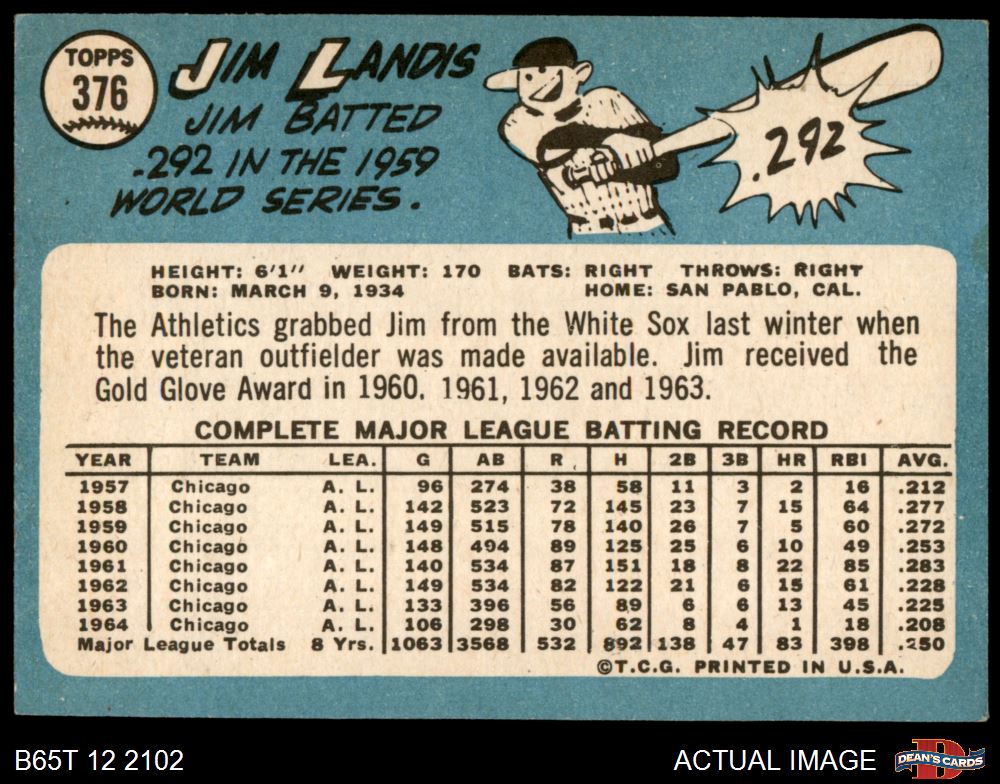 TOPPS
376
JIM LANDIS
JIM BATTED
.292 IN THE 1959
WORLD SERIES.
.292
HEIGHT: 6'1" WEIGHT: 170 BATS: RIGHT THROWS: RIGHT
BORN: MARCH 9, 1934 HOME: SAN PABLO, CAL.
The Athletics grabbed Jim from the White Sox last winter when
the veteran outfielder was made available. Jim received the
Gold Glove Award in 1960, 1961, 1962 and 1963.
COMPLETE MAJOR LEAGUE BATTING RECORD
YEAR TEAM LEA. G AB R H 2B 3B HR RBI AVG.
1957 Chicago A. L. 96 274 38 58 11 3 2 16 .212
1958 Chicago A. L. 142 523 72 145 23 7 15 64 .277
1959 Chicago A. L. 149 515 78 140 26 7 5 60 .272
1960 Chicago A. L. 148 494 89 125 25 6 10 49 .253
1961 Chicago A. L. 140 534 87 151 18 8 22 85 .283
1962 Chicago A. L. 149 534 82 122 21 6 15 61 .228
1963 Chicago A. L. 133 396 56 89 6 6 13 45 .225
1964 Chicago A. L. 106 298 30 62 8 4 1 18 .208
Major League Totals 8 Yrs. 1063 3568 532 892 138 47 83 398 .250
©T.C.G. PRINTED IN U.S.A.
B65T 12 2102 ACTUAL IMAGE DEAN'S CARDS